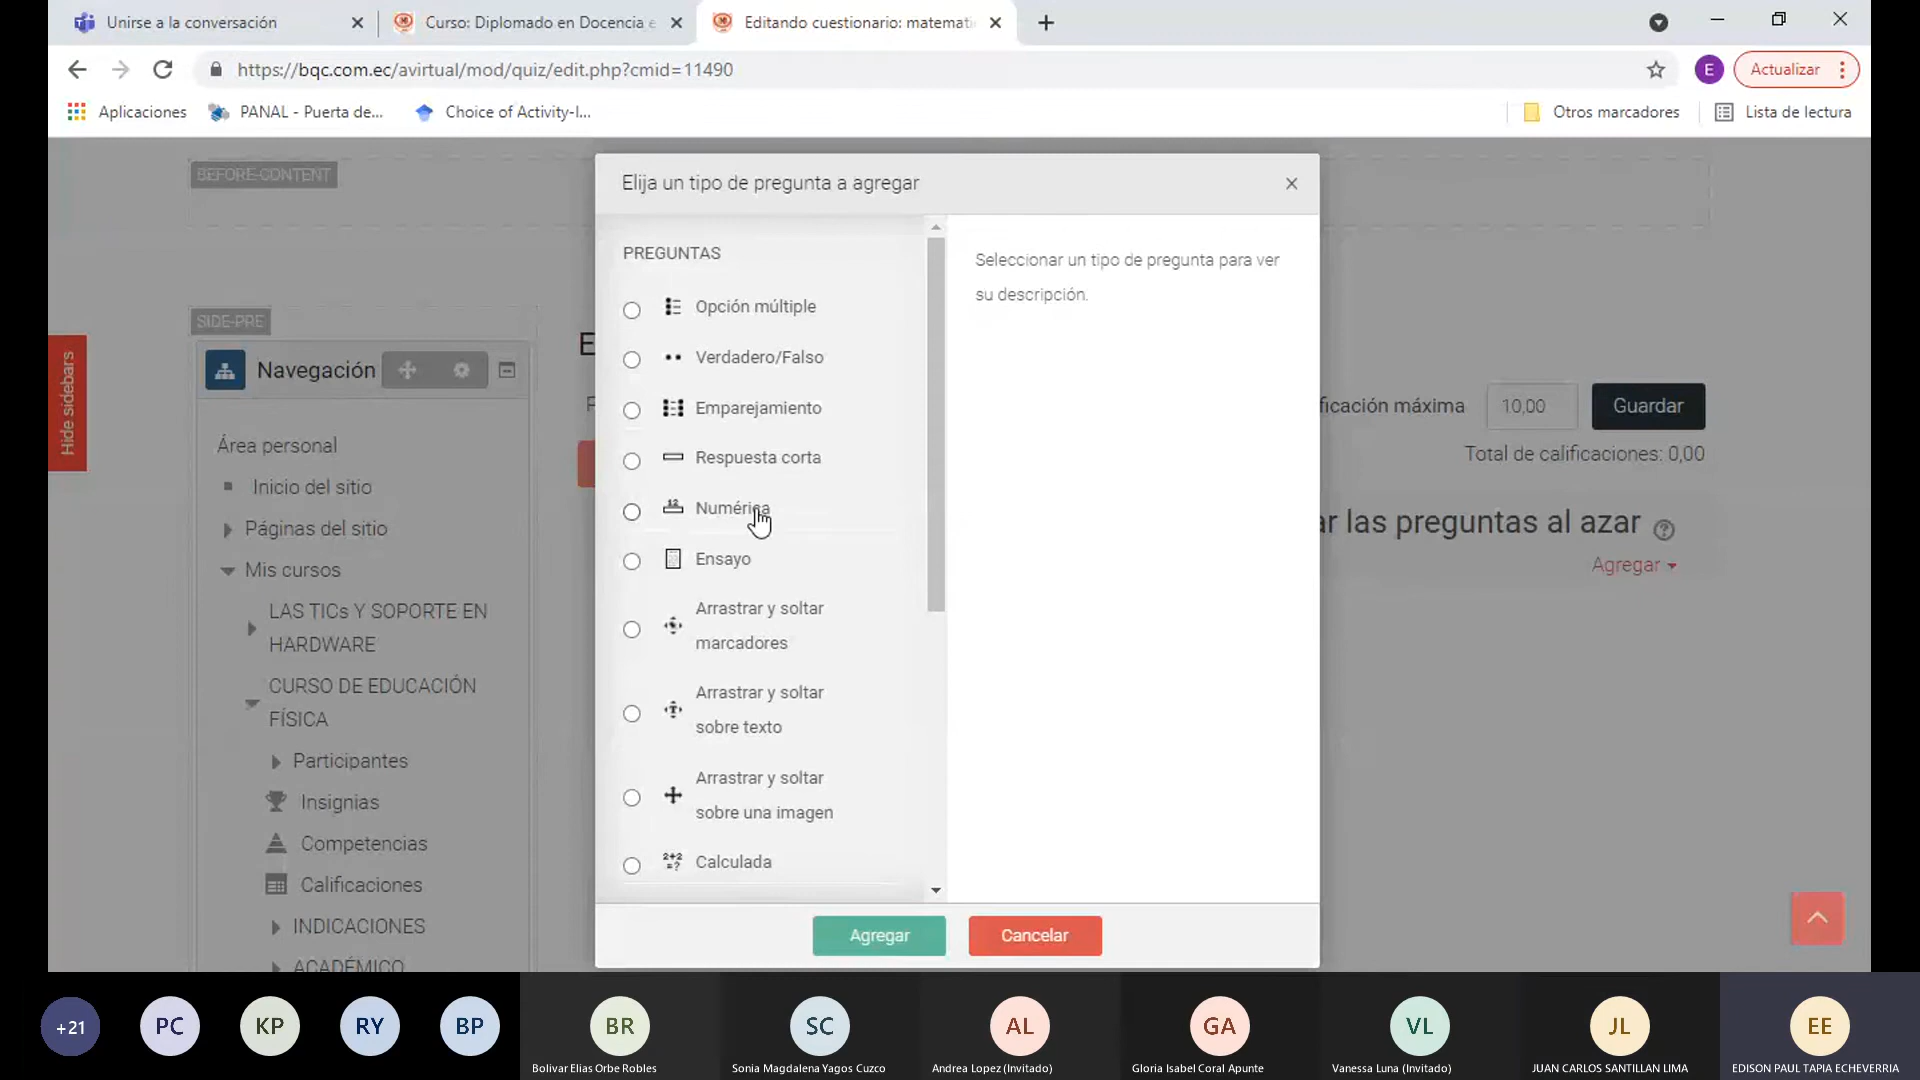 Unirse a la conversación
Curso: Diplomado en Docencia e
Editando cuestionario: matemati
https://bqc.com.ec/avirtual/mod/quiz/edit.php?cmid=11490
E
Actualizar
Aplicaciones
PANAL - Puerta de...
Choice of Activity-I...
Otros marcadores
Lista de lectura
BEFORE-CONTENT
Elija un tipo de pregunta a agregar
PREGUNTAS
Seleccionar un tipo de pregunta para ver
su descripción.
Opción múltiple
Verdadero/Falso
Emparejamiento
Respuesta corta
Numérica
Ensayo
Arrastrar y soltar
marcadores
Arrastrar y soltar
sobre texto
Arrastrar y soltar
sobre una imagen
2+2
=?
Calculada
Agregar
Cancelar
SIDE-PRE
Hide sidebars
Navegación
Área personal
Inicio del sitio
Páginas del sitio
Mis cursos
LAS TICs Y SOPORTE EN
HARDWARE
CURSO DE EDUCACIÓN
FÍSICA
Participantes
Insignias
Competencias
Calificaciones
INDICACIONES
ACADÉMICO
E
ficación máxima
10,00
Guardar
Total de calificaciones: 0,00
ar las preguntas al azar
Agregar
+21
PC
KP
RY
BP
BR
SC
AL
GA
VL
JL
EE
Bolivar Elias Orbe Robles
Sonia Magdalena Yagos Cuzco
Andrea Lopez (Invitado)
Gloria Isabel Coral Apunte
Vanessa Luna (Invitado)
JUAN CARLOS SANTILLAN LIMA
EDISON PAUL TAPIA ECHEVERRIA